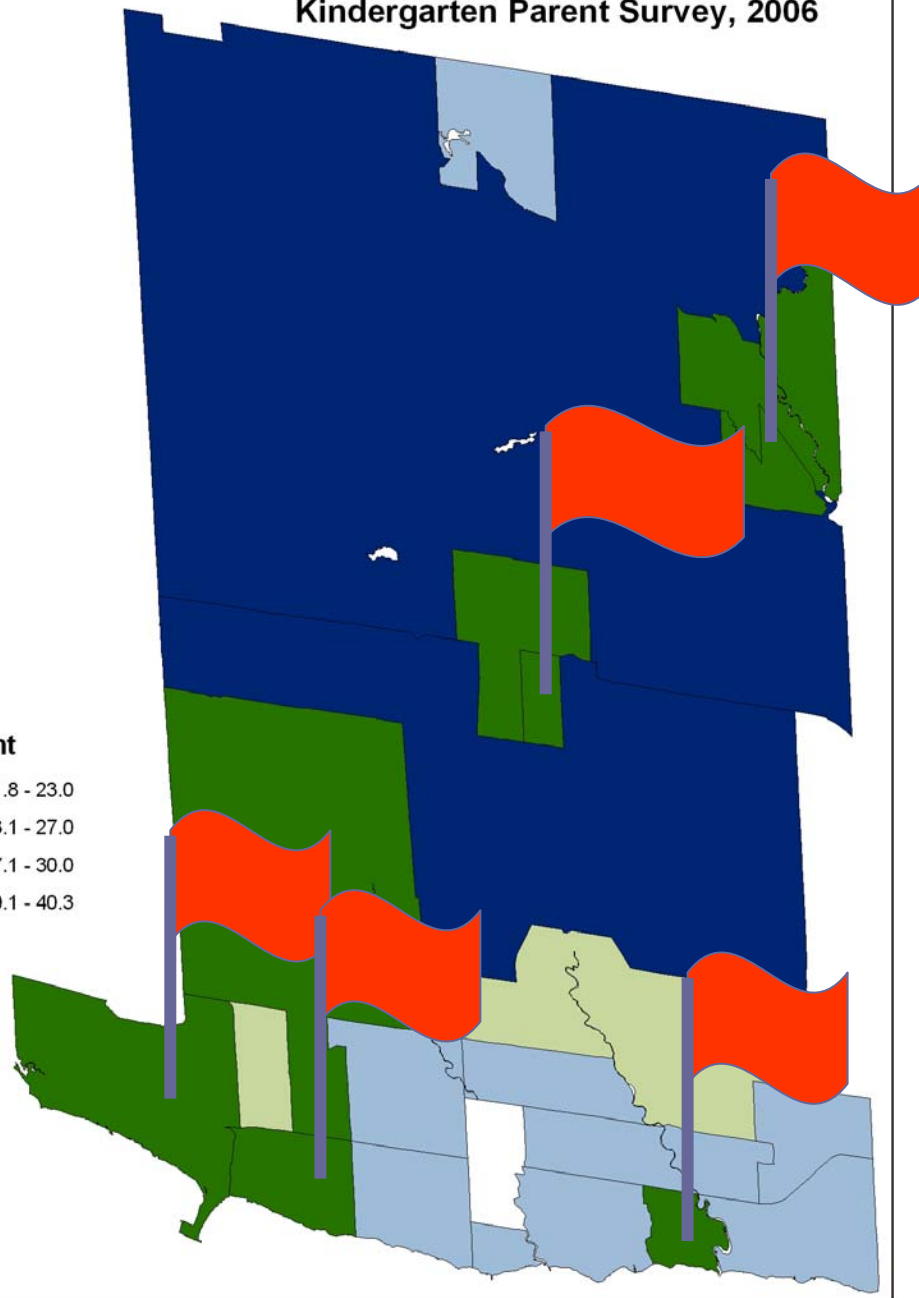 Kindergarten Parent Survey, 2006
nt
.8 - 23.0
.1 - 27.0
.1 - 30.0
.1 - 40.3